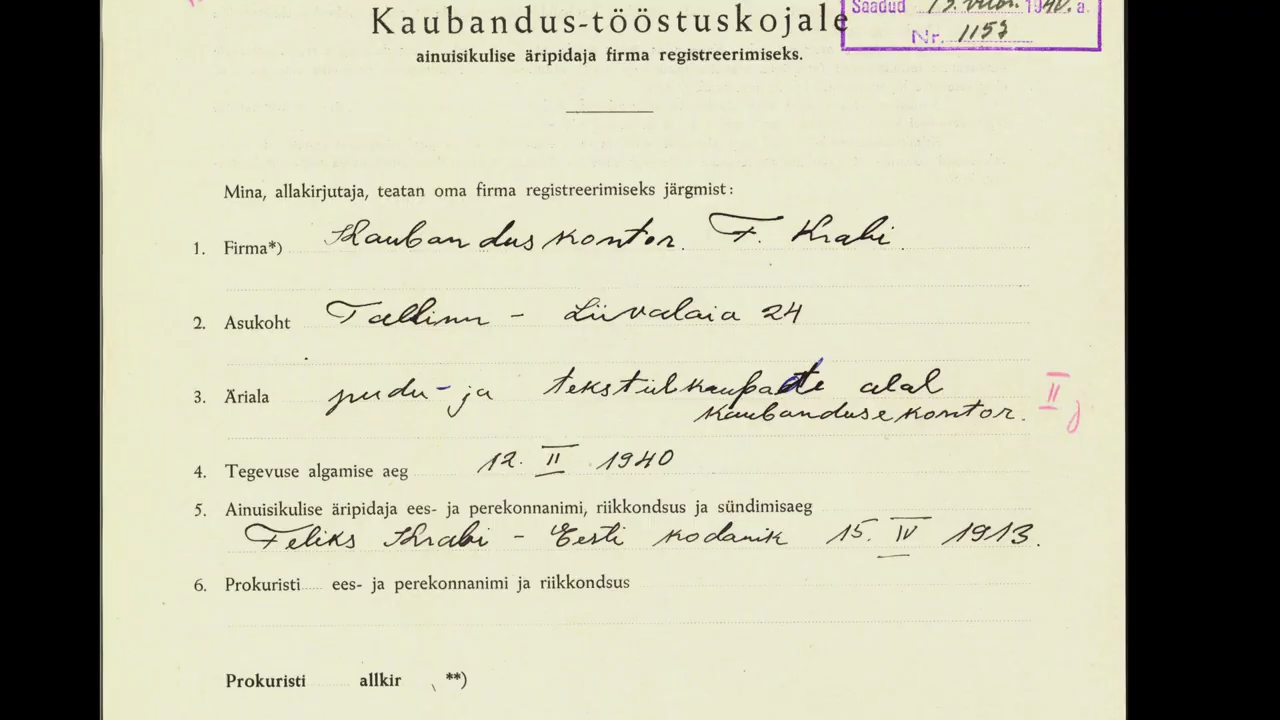 Kaubandus-tööstuskojale
Saadud 13. veebr. 1940. a.
Nr. 1157
ainuisikulise äripidaja firma registreerimiseks.
Mina, allakirjutaja, teatan oma firma registreerimiseks järgmist:
1. Firma*) Kaubanduskontor F. Krabi.
2. Asukoht Tallinn - Liivalaia 24
3. Äriala pudu- ja tekstiilkaupade alal
kaubandusekontor.
II j
4. Tegevuse algamise aeg 12. II 1940
5. Ainuisikulise äripidaja ees- ja perekonnanimi, riikkondsus ja sündimisaeg
Feliks Krabi - Eesti kodanik 15. IV 1913.
6. Prokuristi ees- ja perekonnanimi ja riikkondsus
Prokuristi allkir **)